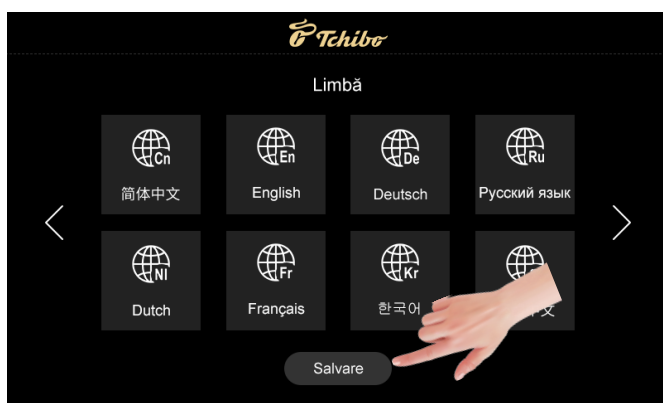 Tchibo
Limbă
Cn
En
De
Ru
简体中文
English
Deutsch
Русский язык
Nl
Fr
Kr
Dutch
Français
한국어
文
Salvare